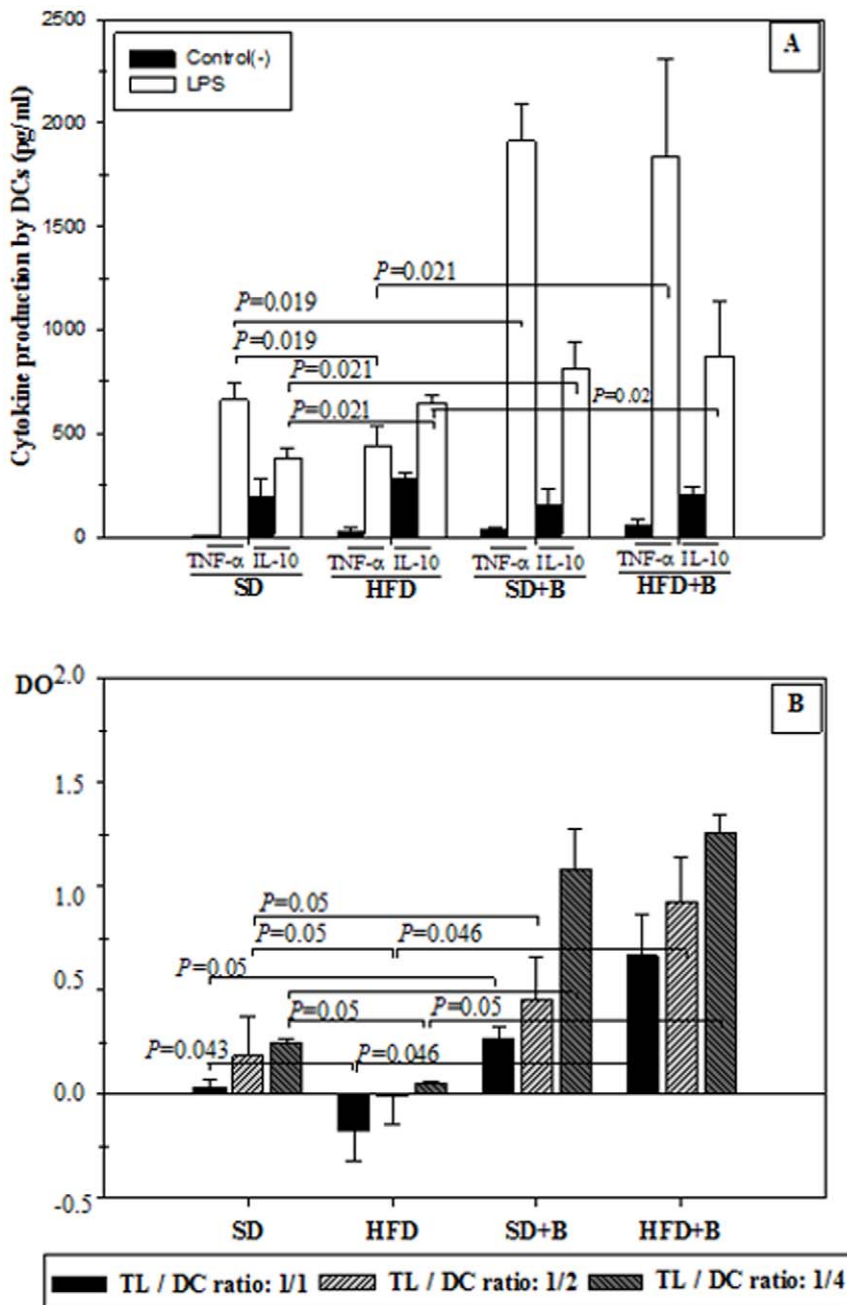 2500
A
Control(-)
LPS
2000
1500
1000
500
0
Cytokine production by DCs (pg/ml)
P=0.021
P=0.019
P=0.019
P=0.021
P=0.02
P=0.021
TNF-α IL-10 TNF-α IL-10 TNF-α IL-10 TNF-α IL-10
SD HFD SD+B HFD+B
DO 2.0
B
1.5
1.0
0.5
0.0
-0.5
P=0.05
P=0.05 P=0.046
P=0.05
P=0.05 P=0.05
P=0.043 P=0.046
SD HFD SD+B HFD+B
TL / DC ratio: 1/1 TL / DC ratio: 1/2 TL / DC ratio: 1/4